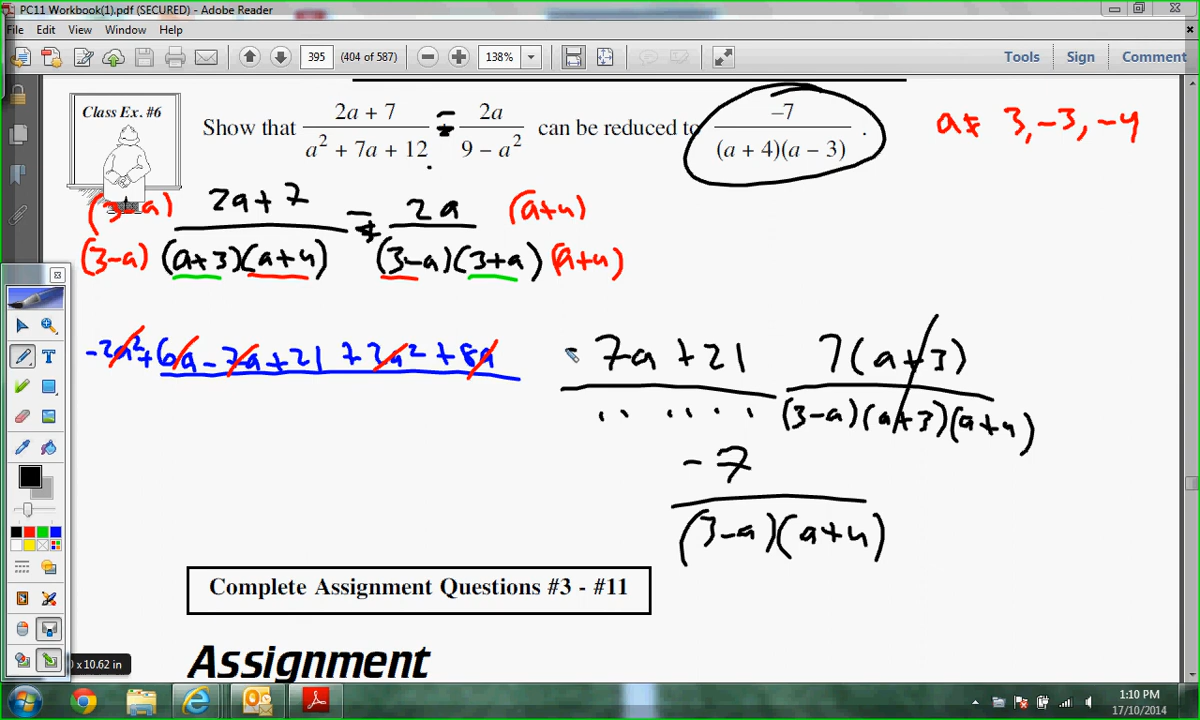 PC11 Workbook(1).pdf (SECURED) - Adobe Reader
File Edit View Window Help
395 (404 of 587) 138% Tools Sign Comment
Class Ex. #6
Show that (2a + 7)/(a² + 7a + 12) ÷ 2a/(9 − a²) can be reduced to −7/((a + 4)(a − 3)) .
a ≠ 3, -3, -4
(3-a) 2a+7 2a (a+4)
(3-a) (a+3)(a+4) + (3-a)(3+a) (a+4)
-2a² + 6a - 7a + 21 + 2a² + 8a
7a + 21 7(a+3)
(3-a)(a+3)(a+4)
- 7
(3-a)(a+4)
Complete Assignment Questions #3 - #11
Assignment
0 x 10.62 in
1:10 PM
17/10/2014